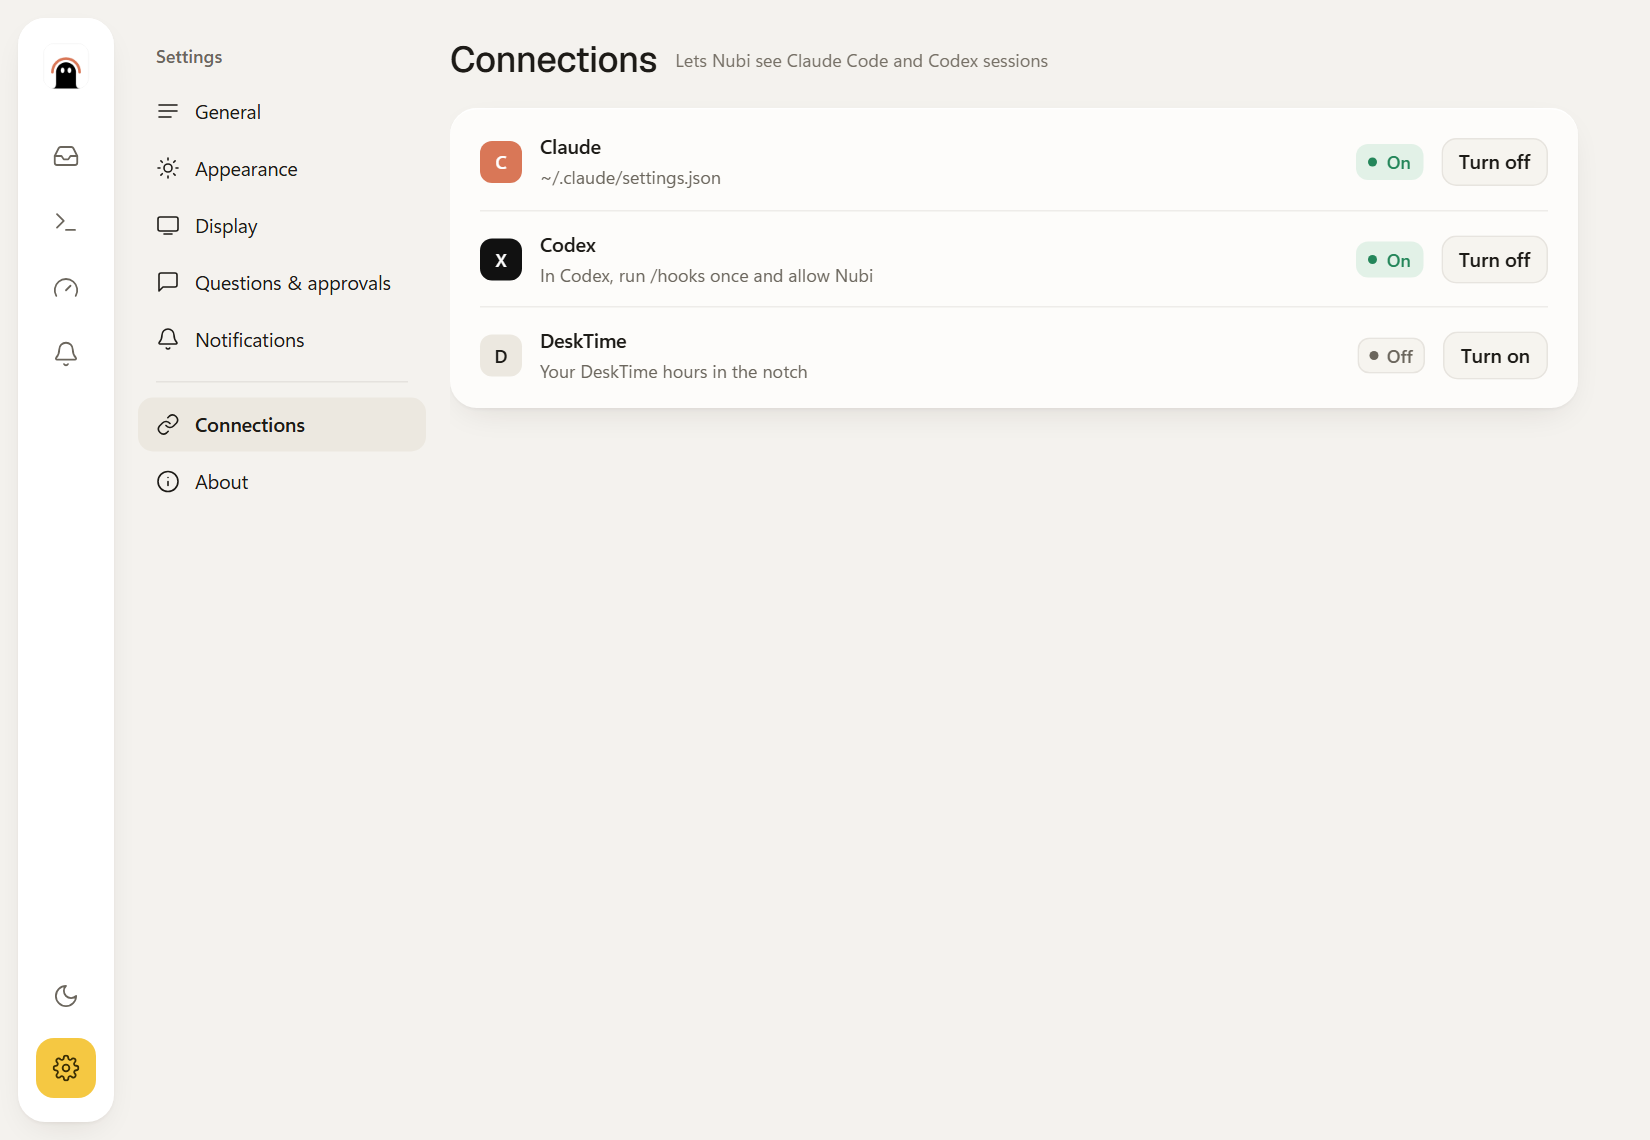 Settings
General
Appearance
Display
Questions & approvals
Notifications
Connections
About
Connections
Lets Nubi see Claude Code and Codex sessions
C
Claude
~/.claude/settings.json
On
Turn off
X
Codex
In Codex, run /hooks once and allow Nubi
On
Turn off
D
DeskTime
Your DeskTime hours in the notch
Off
Turn on